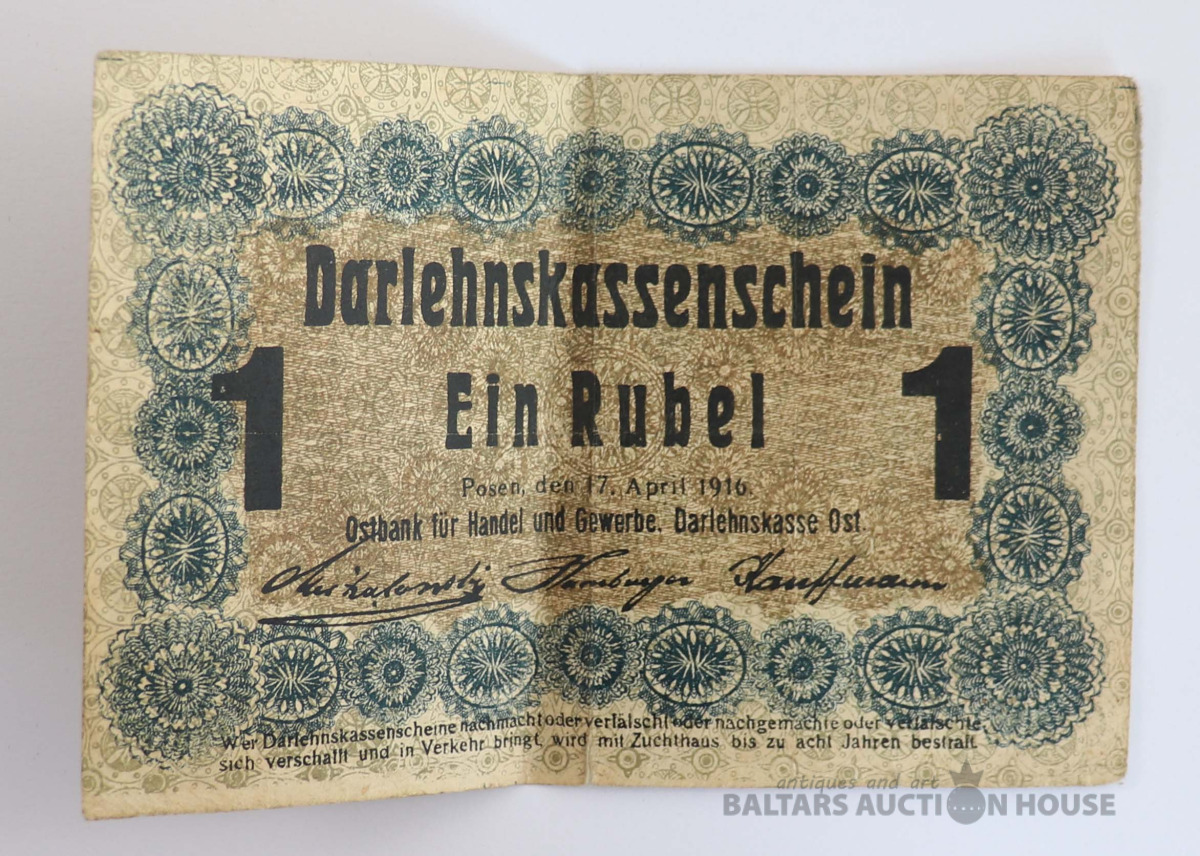 Darlehnskassenschein
1 Ein Rubel 1
Posen, den 17. April 1916.
Ostbank für Handel und Gewerbe. Darlehnskasse Ost.
Hamburger Kauffmann
Wer Darlehnskassenscheine nachmacht oder verfälscht oder nachgemachte oder verfälschte,
sich verschafft und in Verkehr bringt, wird mit Zuchthaus bis zu acht Jahren bestraft.
antiques and art
BALTARS AUCTION HOUSE